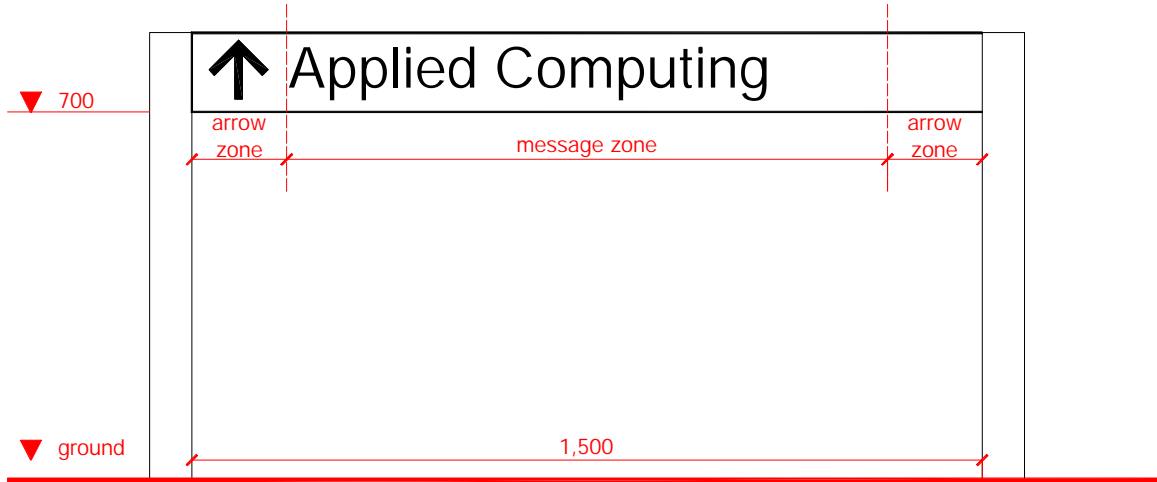 Applied Computing
700
arrow
zone
message zone
arrow
zone
ground
1,500